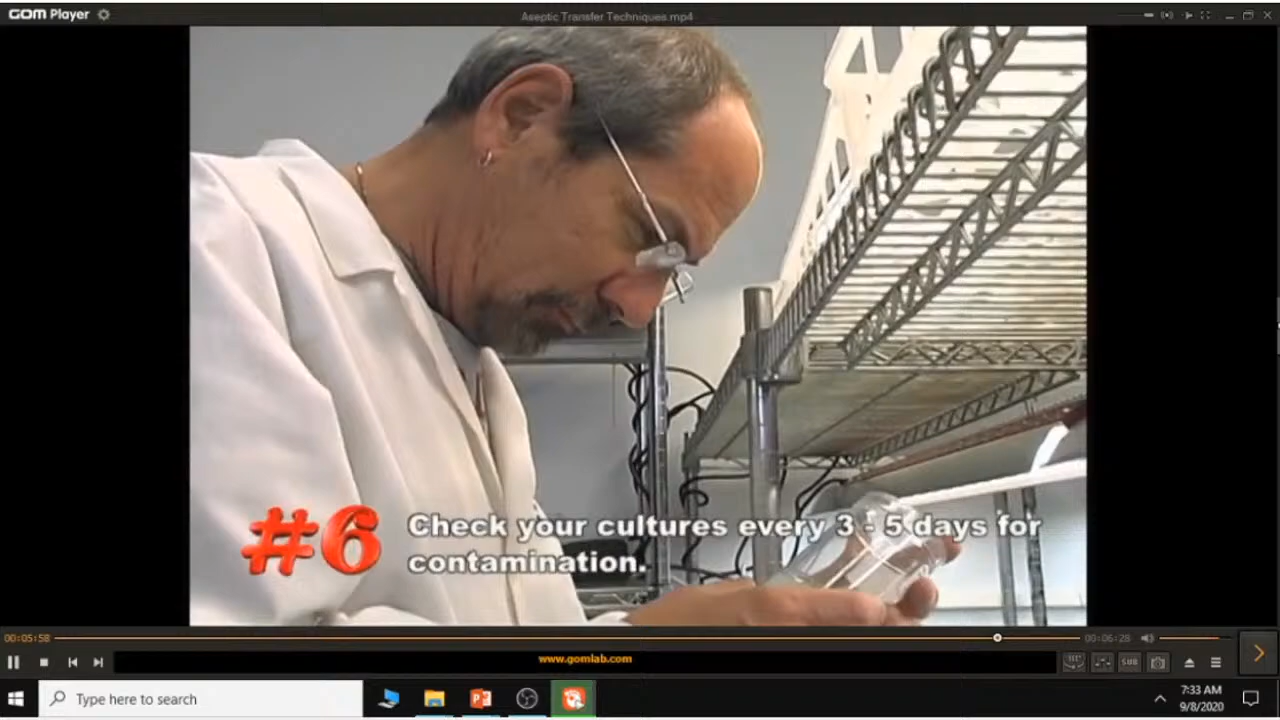 GOM Player
Aseptic Transfer Techniques.mp4
#6
Check your cultures every 3 - 5 days for
contamination.
00:05:58
00:06:28
www.gomlab.com
SUB
Type here to search
7:33 AM
9/8/2020